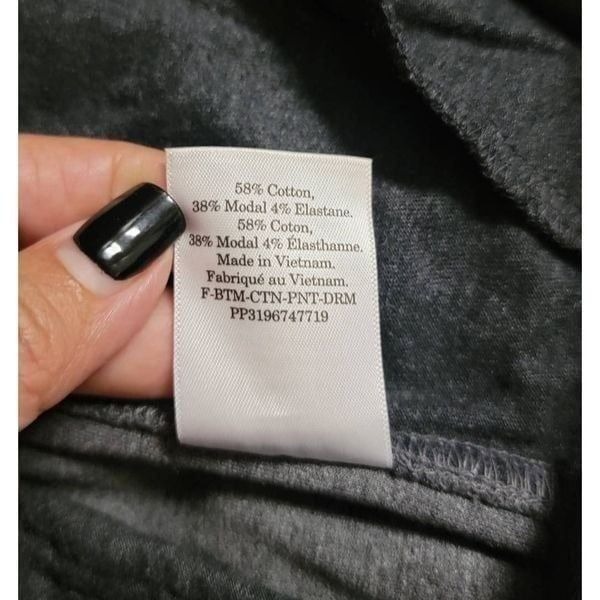 58% Cotton,
38% Modal 4% Elastane.
58% Coton,
38% Modal 4% Élasthanne.
Made in Vietnam.
Fabriqué au Vietnam.
F-BTM-CTN-PNT-DRM
PP3196747719